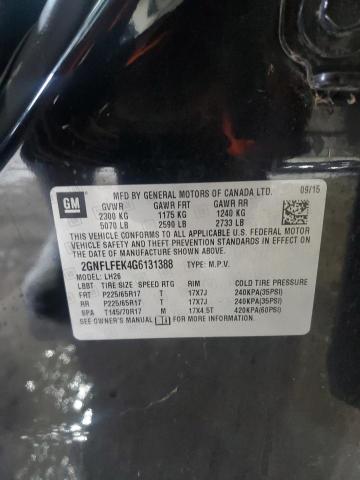 MFD BY GENERAL MOTORS OF CANADA LTD. 09/15
GM
GVWR GAWR FRT GAWR RR
2300 KG 1175 KG 1240 KG
5070 LB 2590 LB 2733 LB
THIS VEHICLE CONFORMS TO ALL APPLICABLE U.S. FEDERAL MOTOR
VEHICLE SAFETY AND THEFT PREVENTION STANDARDS IN EFFECT ON
THE DATE OF MANUFACTURE SHOWN ABOVE.
2GNFLFEK4G6131388 TYPE: M.P.V.
MODEL: LH26
LBBT TIRE SIZE SPEED RTG RIM COLD TIRE PRESSURE
FRT P225/65R17 T 17X7J 240KPA(35PSI)
RR P225/65R17 T 17X7J 240KPA(35PSI)
SPA T145/70R17 M 17X4.5T 420KPA(60PSI)
SEE OWNER'S MANUAL FOR ADDITIONAL INFORMATION.